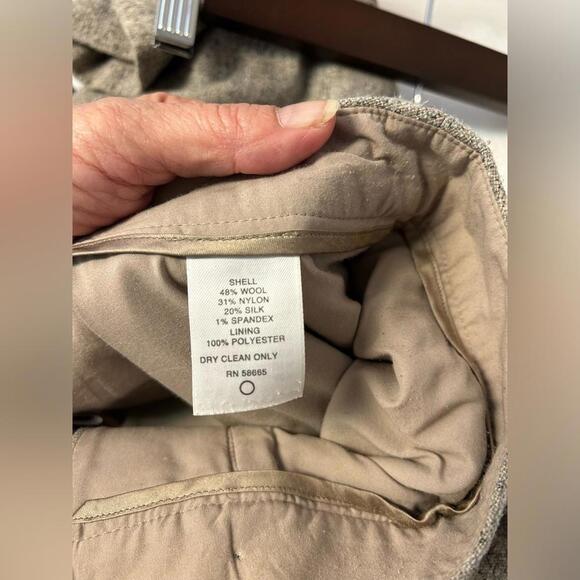 SHELL
48% WOOL
31% NYLON
20% SILK
1% SPANDEX
LINING
100% POLYESTER
DRY CLEAN ONLY
RN 58665